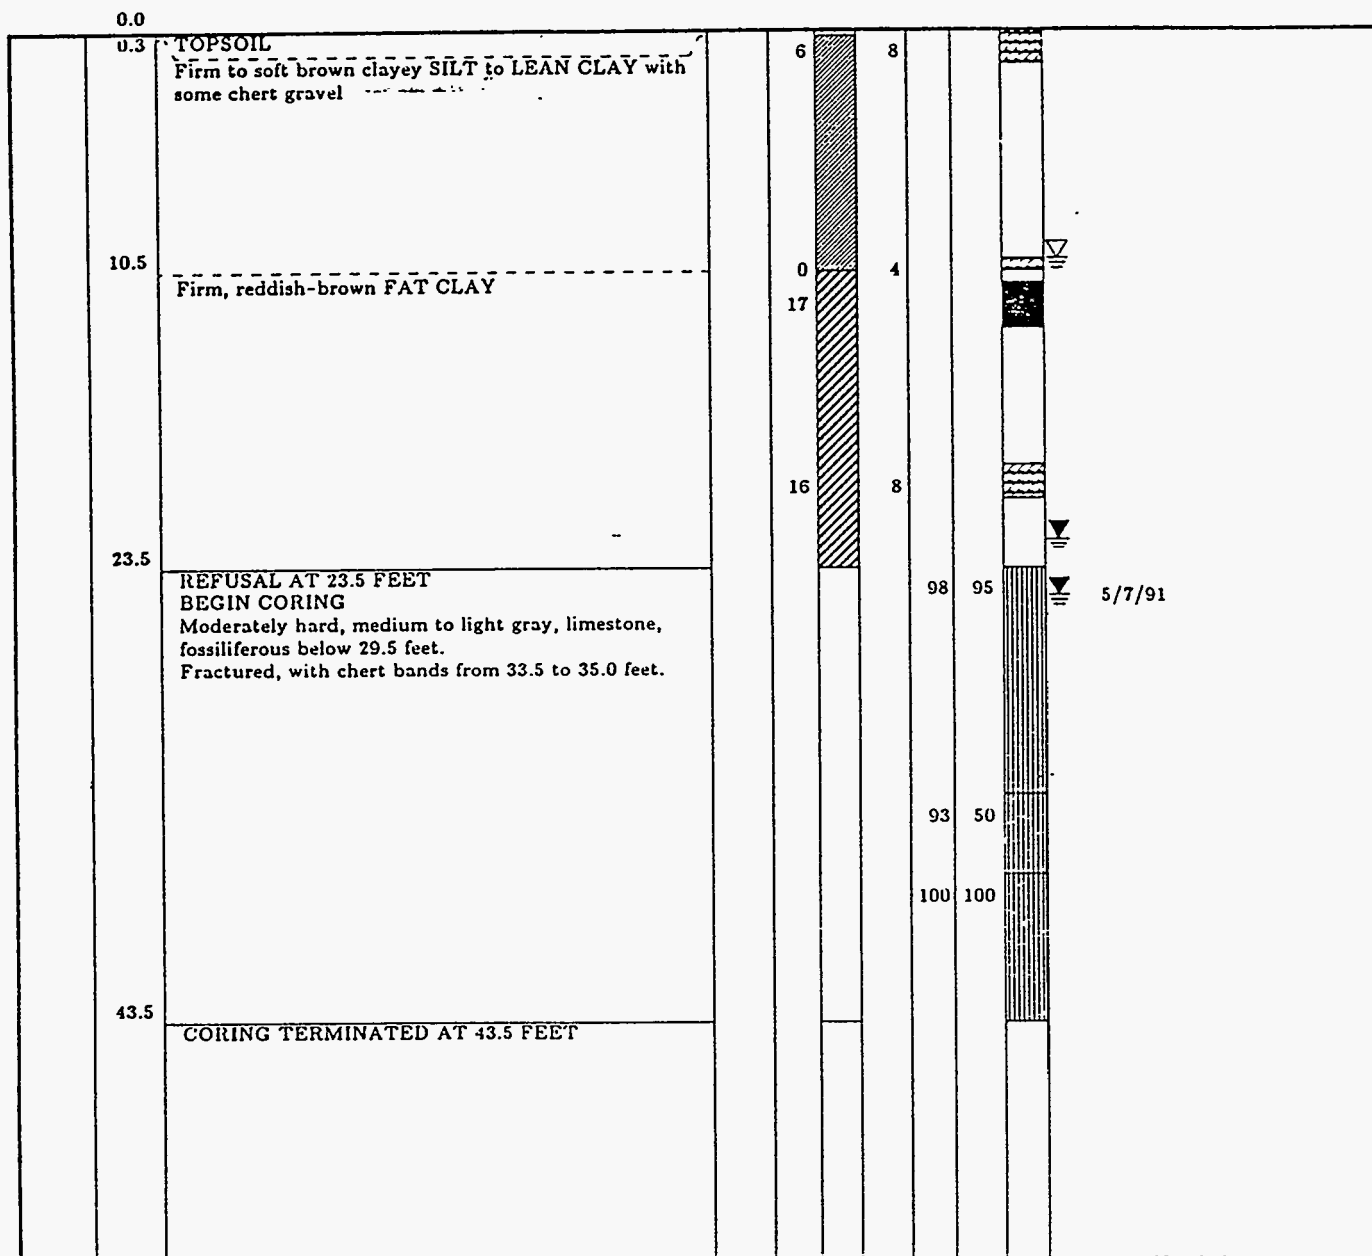 0.0
0.3 TOPSOIL 6 8
Firm to soft brown clayey SILT to LEAN CLAY with
some chert gravel
10.5 0 4
Firm, reddish-brown FAT CLAY
17
16 8
23.5
REFUSAL AT 23.5 FEET 98 95 5/7/91
BEGIN CORING
Moderately hard, medium to light gray, limestone,
fossiliferous below 29.5 feet.
Fractured, with chert bands from 33.5 to 35.0 feet.
93 50
100 100
43.5
CORING TERMINATED AT 43.5 FEET